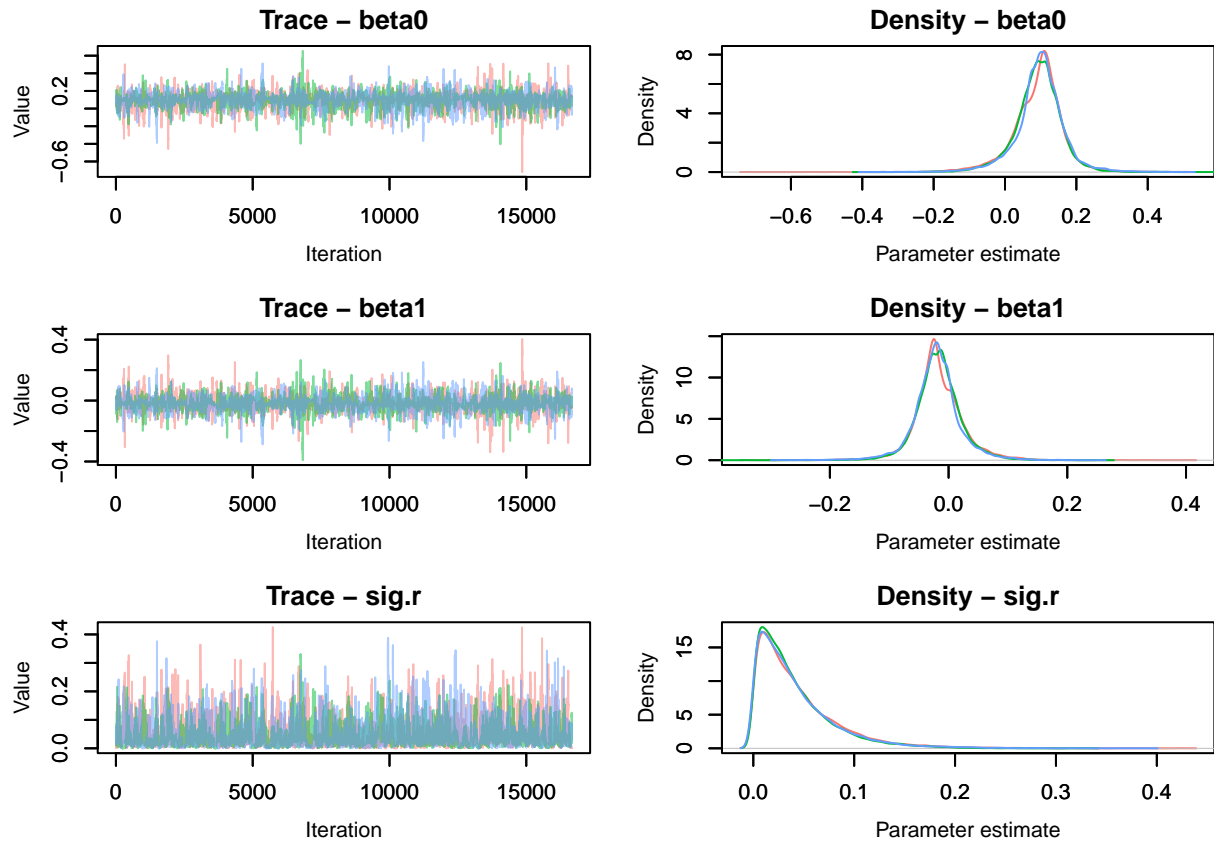 Trace − beta0
Value
−0.6
0.2
0
5000
10000
15000
Iteration
Density − beta0
Density
0
4
8
−0.6
−0.4
−0.2
0.0
0.2
0.4
Parameter estimate
Trace − beta1
Value
−0.4
0.0
0.4
0
5000
10000
15000
Iteration
Density − beta1
Density
0
5
10
−0.2
0.0
0.2
0.4
Parameter estimate
Trace − sig.r
Value
0.0
0.2
0.4
0
5000
10000
15000
Iteration
Density − sig.r
Density
0
5
15
0.0
0.1
0.2
0.3
0.4
Parameter estimate